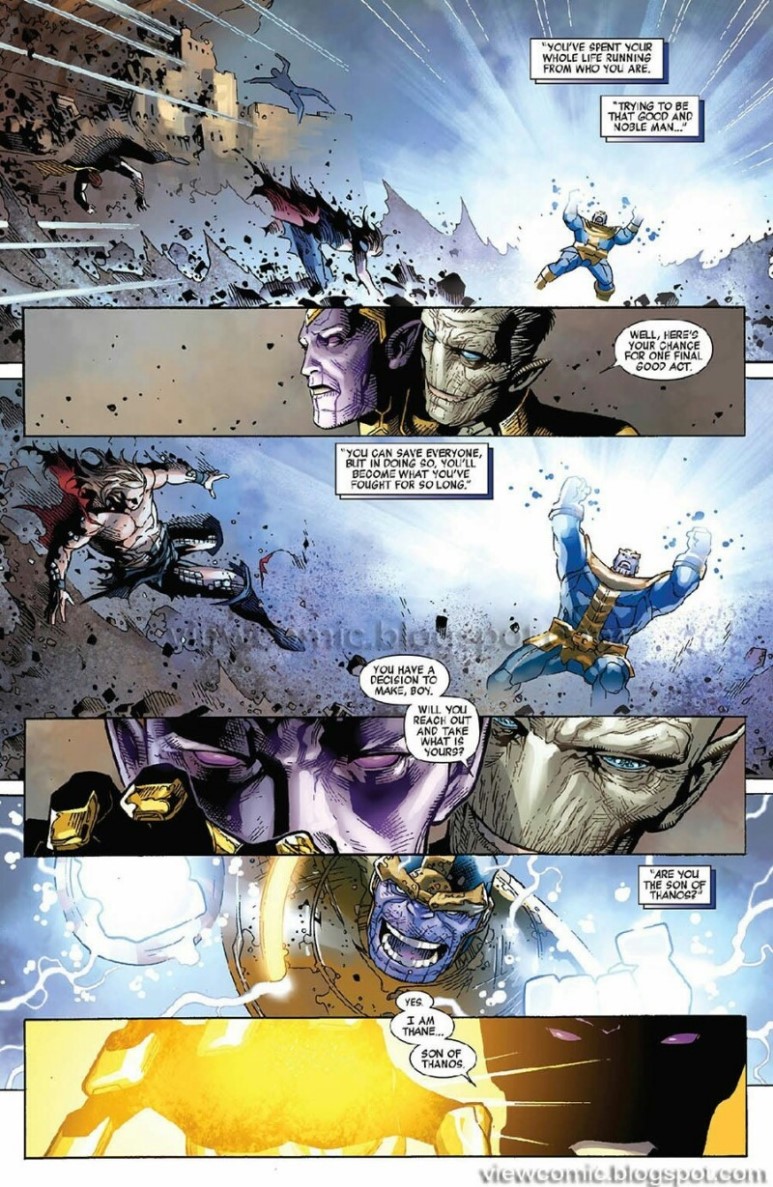 "YOU'VE SPENT YOUR
WHOLE LIFE RUNNING
FROM WHO YOU ARE.
"TRYING TO BE
THAT GOOD AND
NOBLE MAN..."
WELL, HERE'S
YOUR CHANCE
FOR ONE FINAL
GOOD ACT.
"YOU CAN SAVE EVERYONE,
BUT IN DOING SO, YOU'LL
BECOME WHAT YOU'VE
FOUGHT FOR SO LONG."
viewcomic.blogspot.com
YOU HAVE A
DECISION TO
MAKE, BOY.
WILL YOU
REACH OUT
AND TAKE
WHAT IS
YOURS?
"ARE YOU
THE SON OF
THANOS?"
YES.
I AM
THANE...
SON OF
THANOS.
viewcomic.blogspot.com